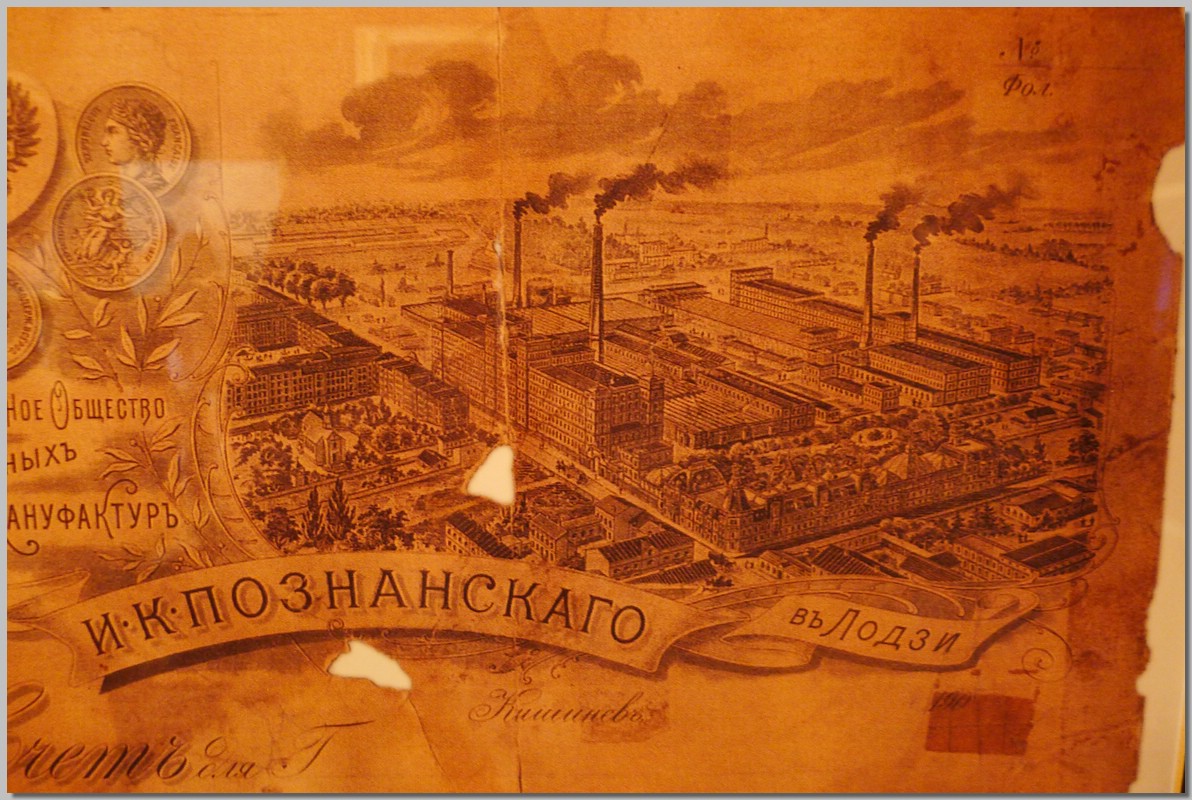 №
Фол.
НОЕ ОБЩЕСТВО
НЫХЪ
АНУФАКТУРЪ
И·К·ПОЗНАНСКАГО
ВЪ ЛОДЗИ
Кишиневъ
190
четъ для Г